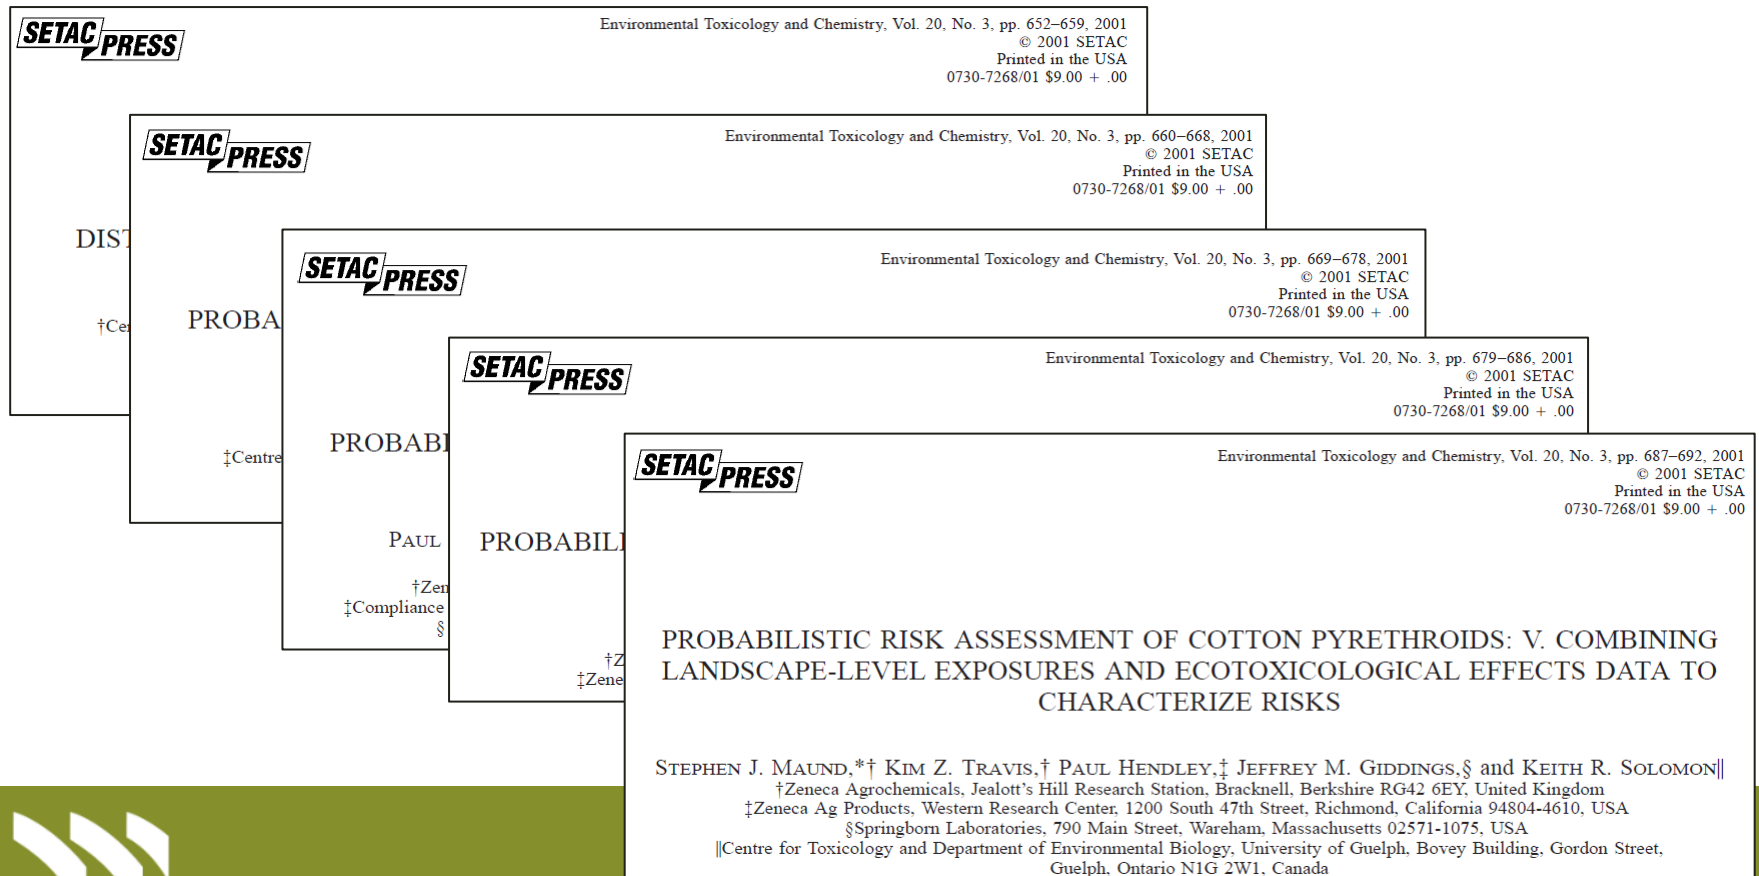 SETAC PRESS
Environmental Toxicology and Chemistry, Vol. 20, No. 3, pp. 652–659, 2001
© 2001 SETAC
Printed in the USA
0730-7268/01 $9.00 + .00
DIST
†Cen
SETAC PRESS
Environmental Toxicology and Chemistry, Vol. 20, No. 3, pp. 660–668, 2001
© 2001 SETAC
Printed in the USA
0730-7268/01 $9.00 + .00
PROBA
‡Centre
SETAC PRESS
Environmental Toxicology and Chemistry, Vol. 20, No. 3, pp. 669–678, 2001
© 2001 SETAC
Printed in the USA
0730-7268/01 $9.00 + .00
PROBABI
PAUL
†Zen
‡Compliance
§
SETAC PRESS
Environmental Toxicology and Chemistry, Vol. 20, No. 3, pp. 679–686, 2001
© 2001 SETAC
Printed in the USA
0730-7268/01 $9.00 + .00
PROBABILI
†Z
‡Zene
SETAC PRESS
Environmental Toxicology and Chemistry, Vol. 20, No. 3, pp. 687–692, 2001
© 2001 SETAC
Printed in the USA
0730-7268/01 $9.00 + .00
PROBABILISTIC RISK ASSESSMENT OF COTTON PYRETHROIDS: V. COMBINING
LANDSCAPE-LEVEL EXPOSURES AND ECOTOXICOLOGICAL EFFECTS DATA TO
CHARACTERIZE RISKS
STEPHEN J. MAUND,*† KIM Z. TRAVIS,† PAUL HENDLEY,‡ JEFFREY M. GIDDINGS,§ and KEITH R. SOLOMON‖
†Zeneca Agrochemicals, Jealott's Hill Research Station, Bracknell, Berkshire RG42 6EY, United Kingdom
‡Zeneca Ag Products, Western Research Center, 1200 South 47th Street, Richmond, California 94804-4610, USA
§Springborn Laboratories, 790 Main Street, Wareham, Massachusetts 02571-1075, USA
‖Centre for Toxicology and Department of Environmental Biology, University of Guelph, Bovey Building, Gordon Street,
Guelph, Ontario N1G 2W1, Canada